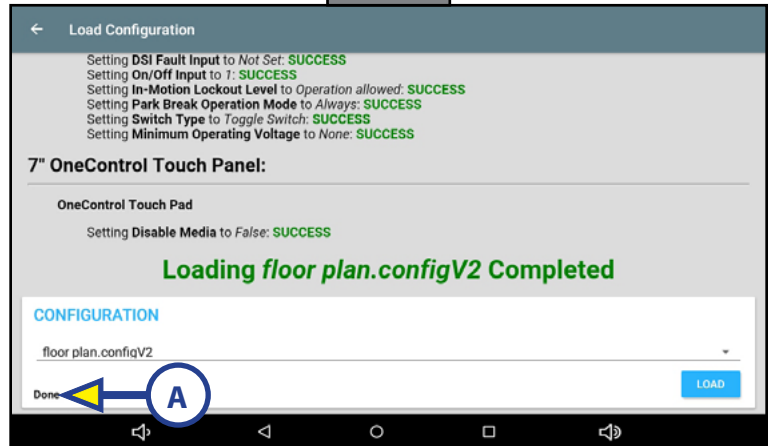 Load Configuration
Setting DSI Fault Input to Not Set: SUCCESS
Setting On/Off Input to 1: SUCCESS
Setting In-Motion Lockout Level to Operation allowed: SUCCESS
Setting Park Break Operation Mode to Always: SUCCESS
Setting Switch Type to Toggle Switch: SUCCESS
Setting Minimum Operating Voltage to None: SUCCESS
7" OneControl Touch Panel:
OneControl Touch Pad
Setting Disable Media to False: SUCCESS
Loading floor plan.configV2 Completed
CONFIGURATION
floor plan.configV2
LOAD
Done
A